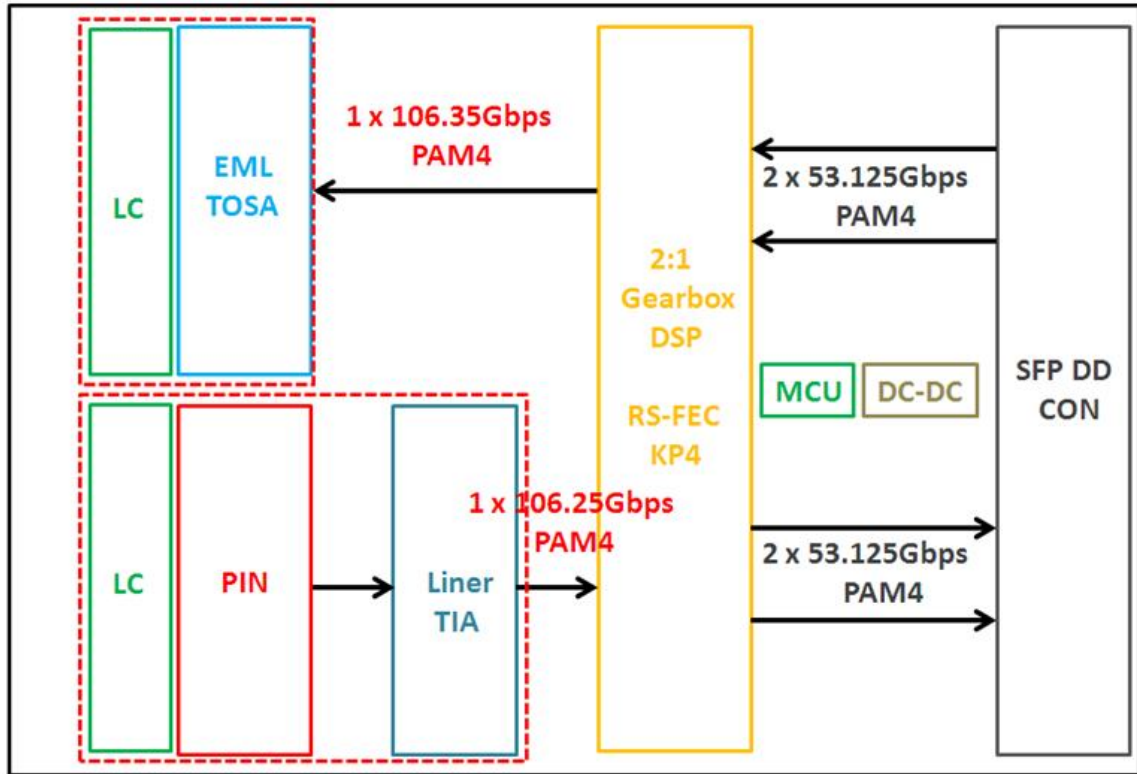 LC
EML
TOSA
1 x 106.35Gbps
PAM4
2:1
Gearbox
DSP
RS-FEC
KP4
2 x 53.125Gbps
PAM4
MCU
DC-DC
SFP DD
CON
LC
PIN
Liner
TIA
1 x 106.25Gbps
PAM4
2 x 53.125Gbps
PAM4